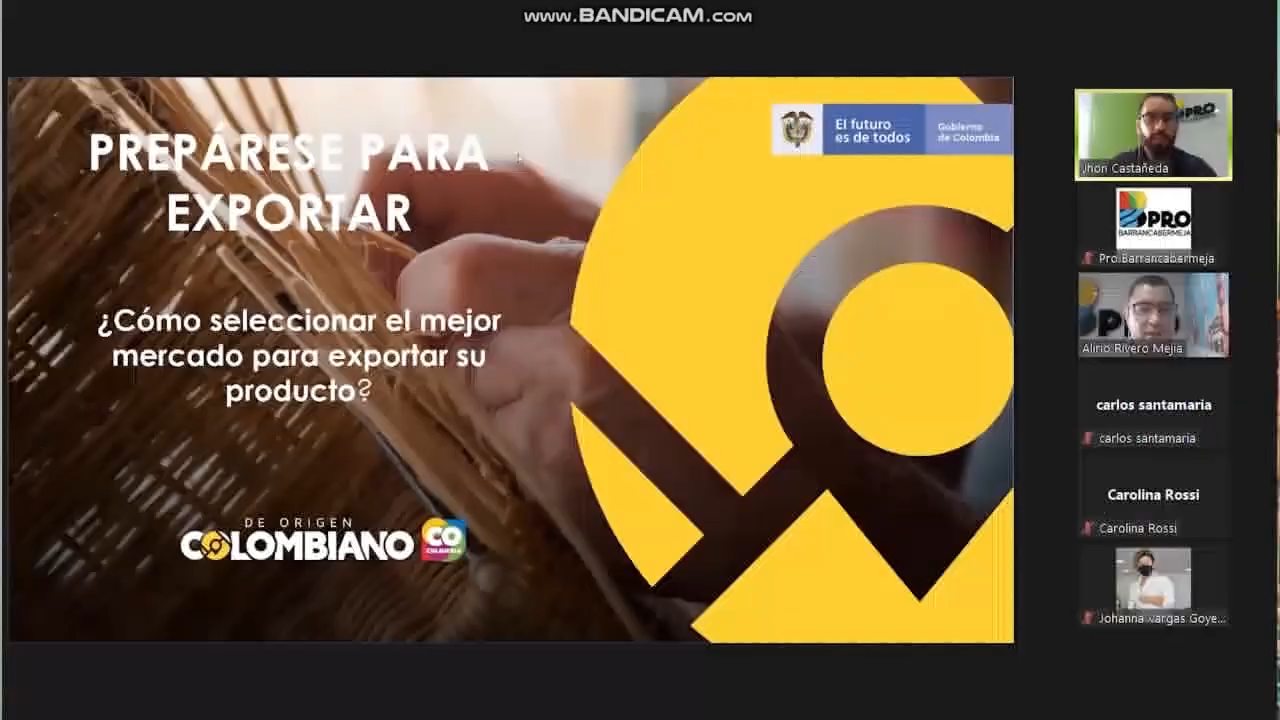 www.BANDICAM.com
PREPÁRESE PARA
EXPORTAR
¿Cómo seleccionar el mejor
mercado para exportar su
producto?
DE ORIGEN
COLOMBIANO
CO
COLOMBIA
El futuro
es de todos
Gobierno
de Colombia
PRO
Jhon Castañeda
PRO
BARRANCABERMEJA
Pro Barrancabermeja
Alirio Rivero Mejia
carlos santamaria
carlos santamaria
Carolina Rossi
Carolina Rossi
Johanna vargas Goye...